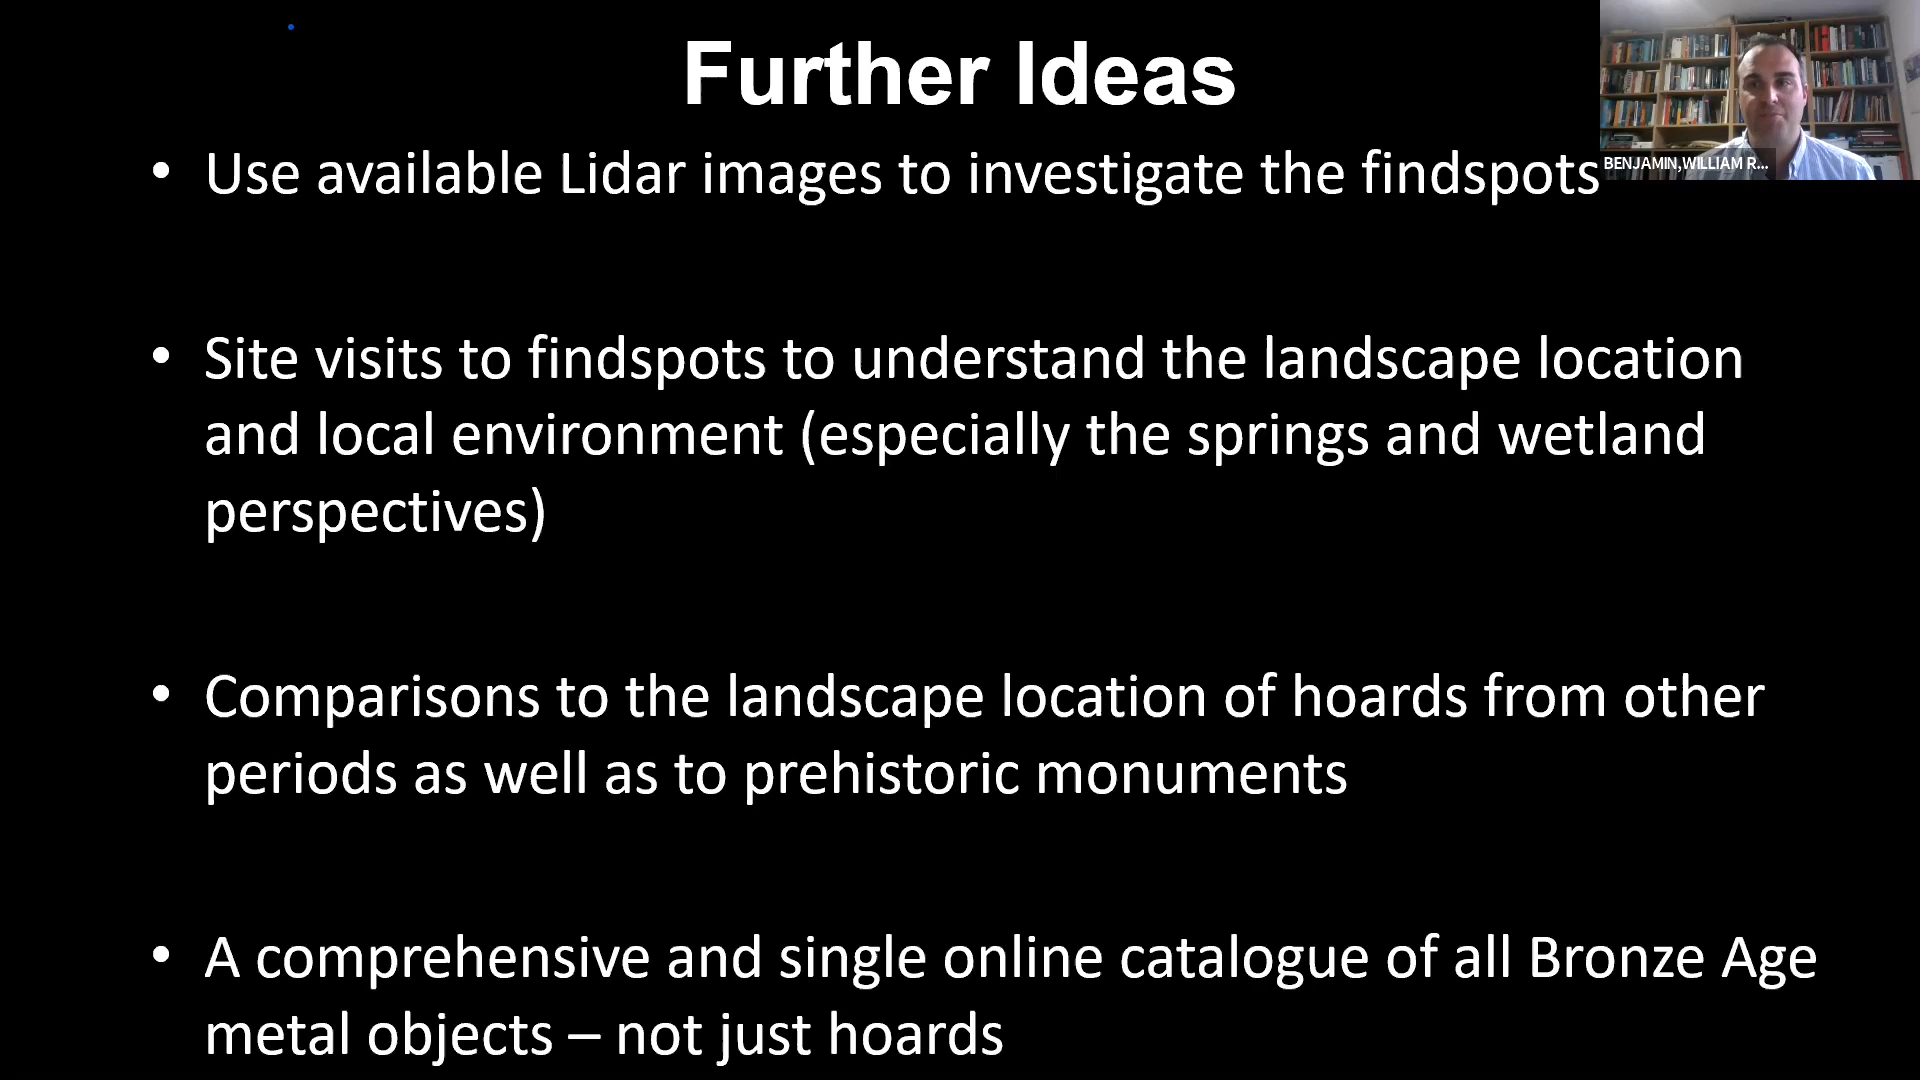 Further Ideas
• Use available Lidar images to investigate the findspots
BENJAMIN,WILLIAM R...
• Site visits to findspots to understand the landscape location
and local environment (especially the springs and wetland
perspectives)
• Comparisons to the landscape location of hoards from other
periods as well as to prehistoric monuments
• A comprehensive and single online catalogue of all Bronze Age
metal objects – not just hoards